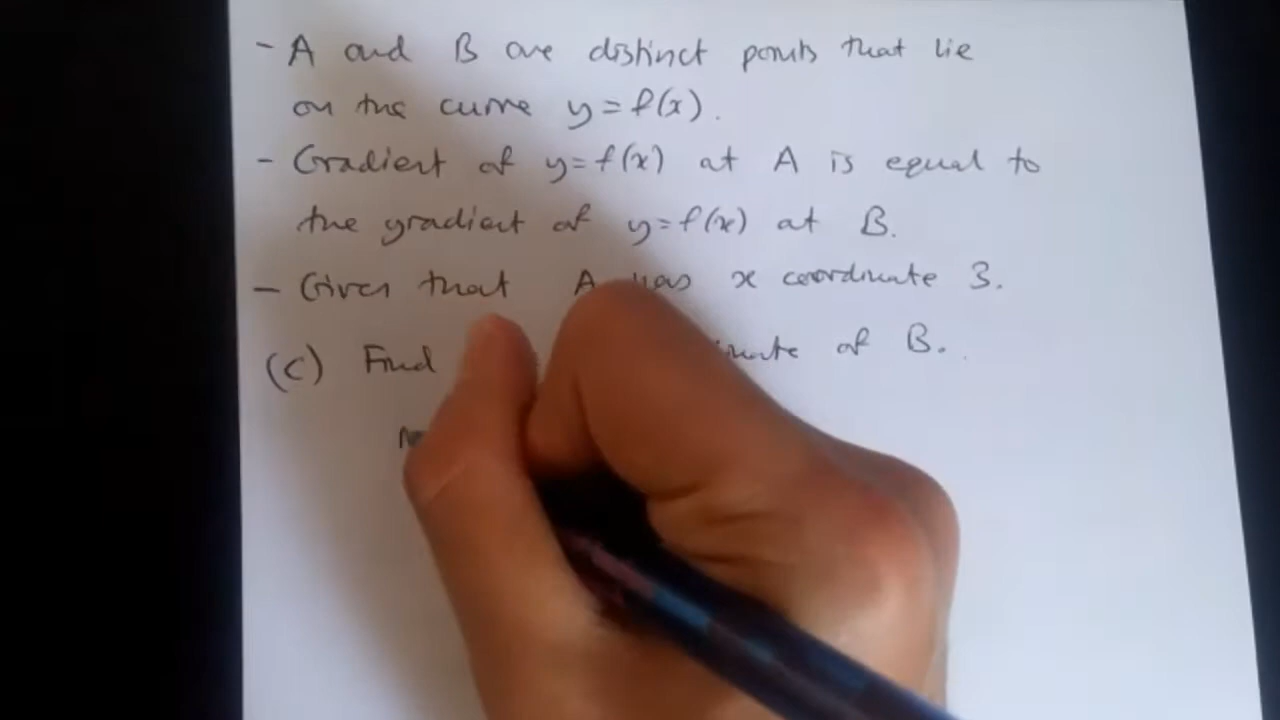 - A and B are distinct points that lie
on the curve y = f(x).
- Gradient of y=f(x) at A is equal to
the gradient of y=f(x) at B.
- Given that A has x coordinate 3.
(c) Find of B.